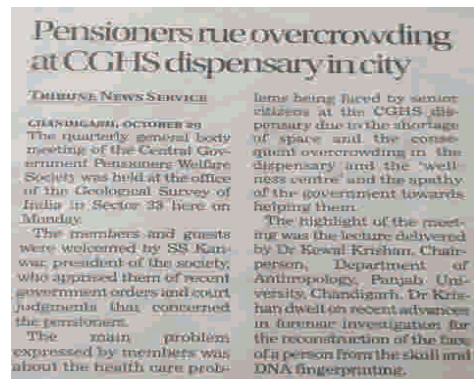 Pensioners rue overcrowding
at CGHS dispensary in city
TRIBUNE NEWS SERVICE
CHANDIGARH, OCTOBER
The quarterly general body
meeting of the Central Gov-
ernment Pensioners Welfare
Society was held at the office
of the Geological Survey of
India in Sector 33 here on
Monday.
The members and guests
were welcomed by SS Kan-
war, president of the society,
who apprised them of recent
government orders and court
judgments that concerned
the pensioners.
The main problem
expressed by members was
about the health care prob-
lems being faced by senior
citizens at the CGHS dis-
pensary due to the shortage
of space and the conse-
quent overcrowding in the
dispensary and the 'well-
ness centre' and the apathy
of the government towards
helping them.
The highlight of the meet-
ing was the lecture delivered
by Dr Kewal Krishan, Chair-
person, Department of
Anthropology, Panjab Uni-
versity, Chandigarh. Dr Kris-
han dwelt on recent advances
in forensic investigation for
the reconstruction of the face
of a person from the skull and
DNA fingerprinting.